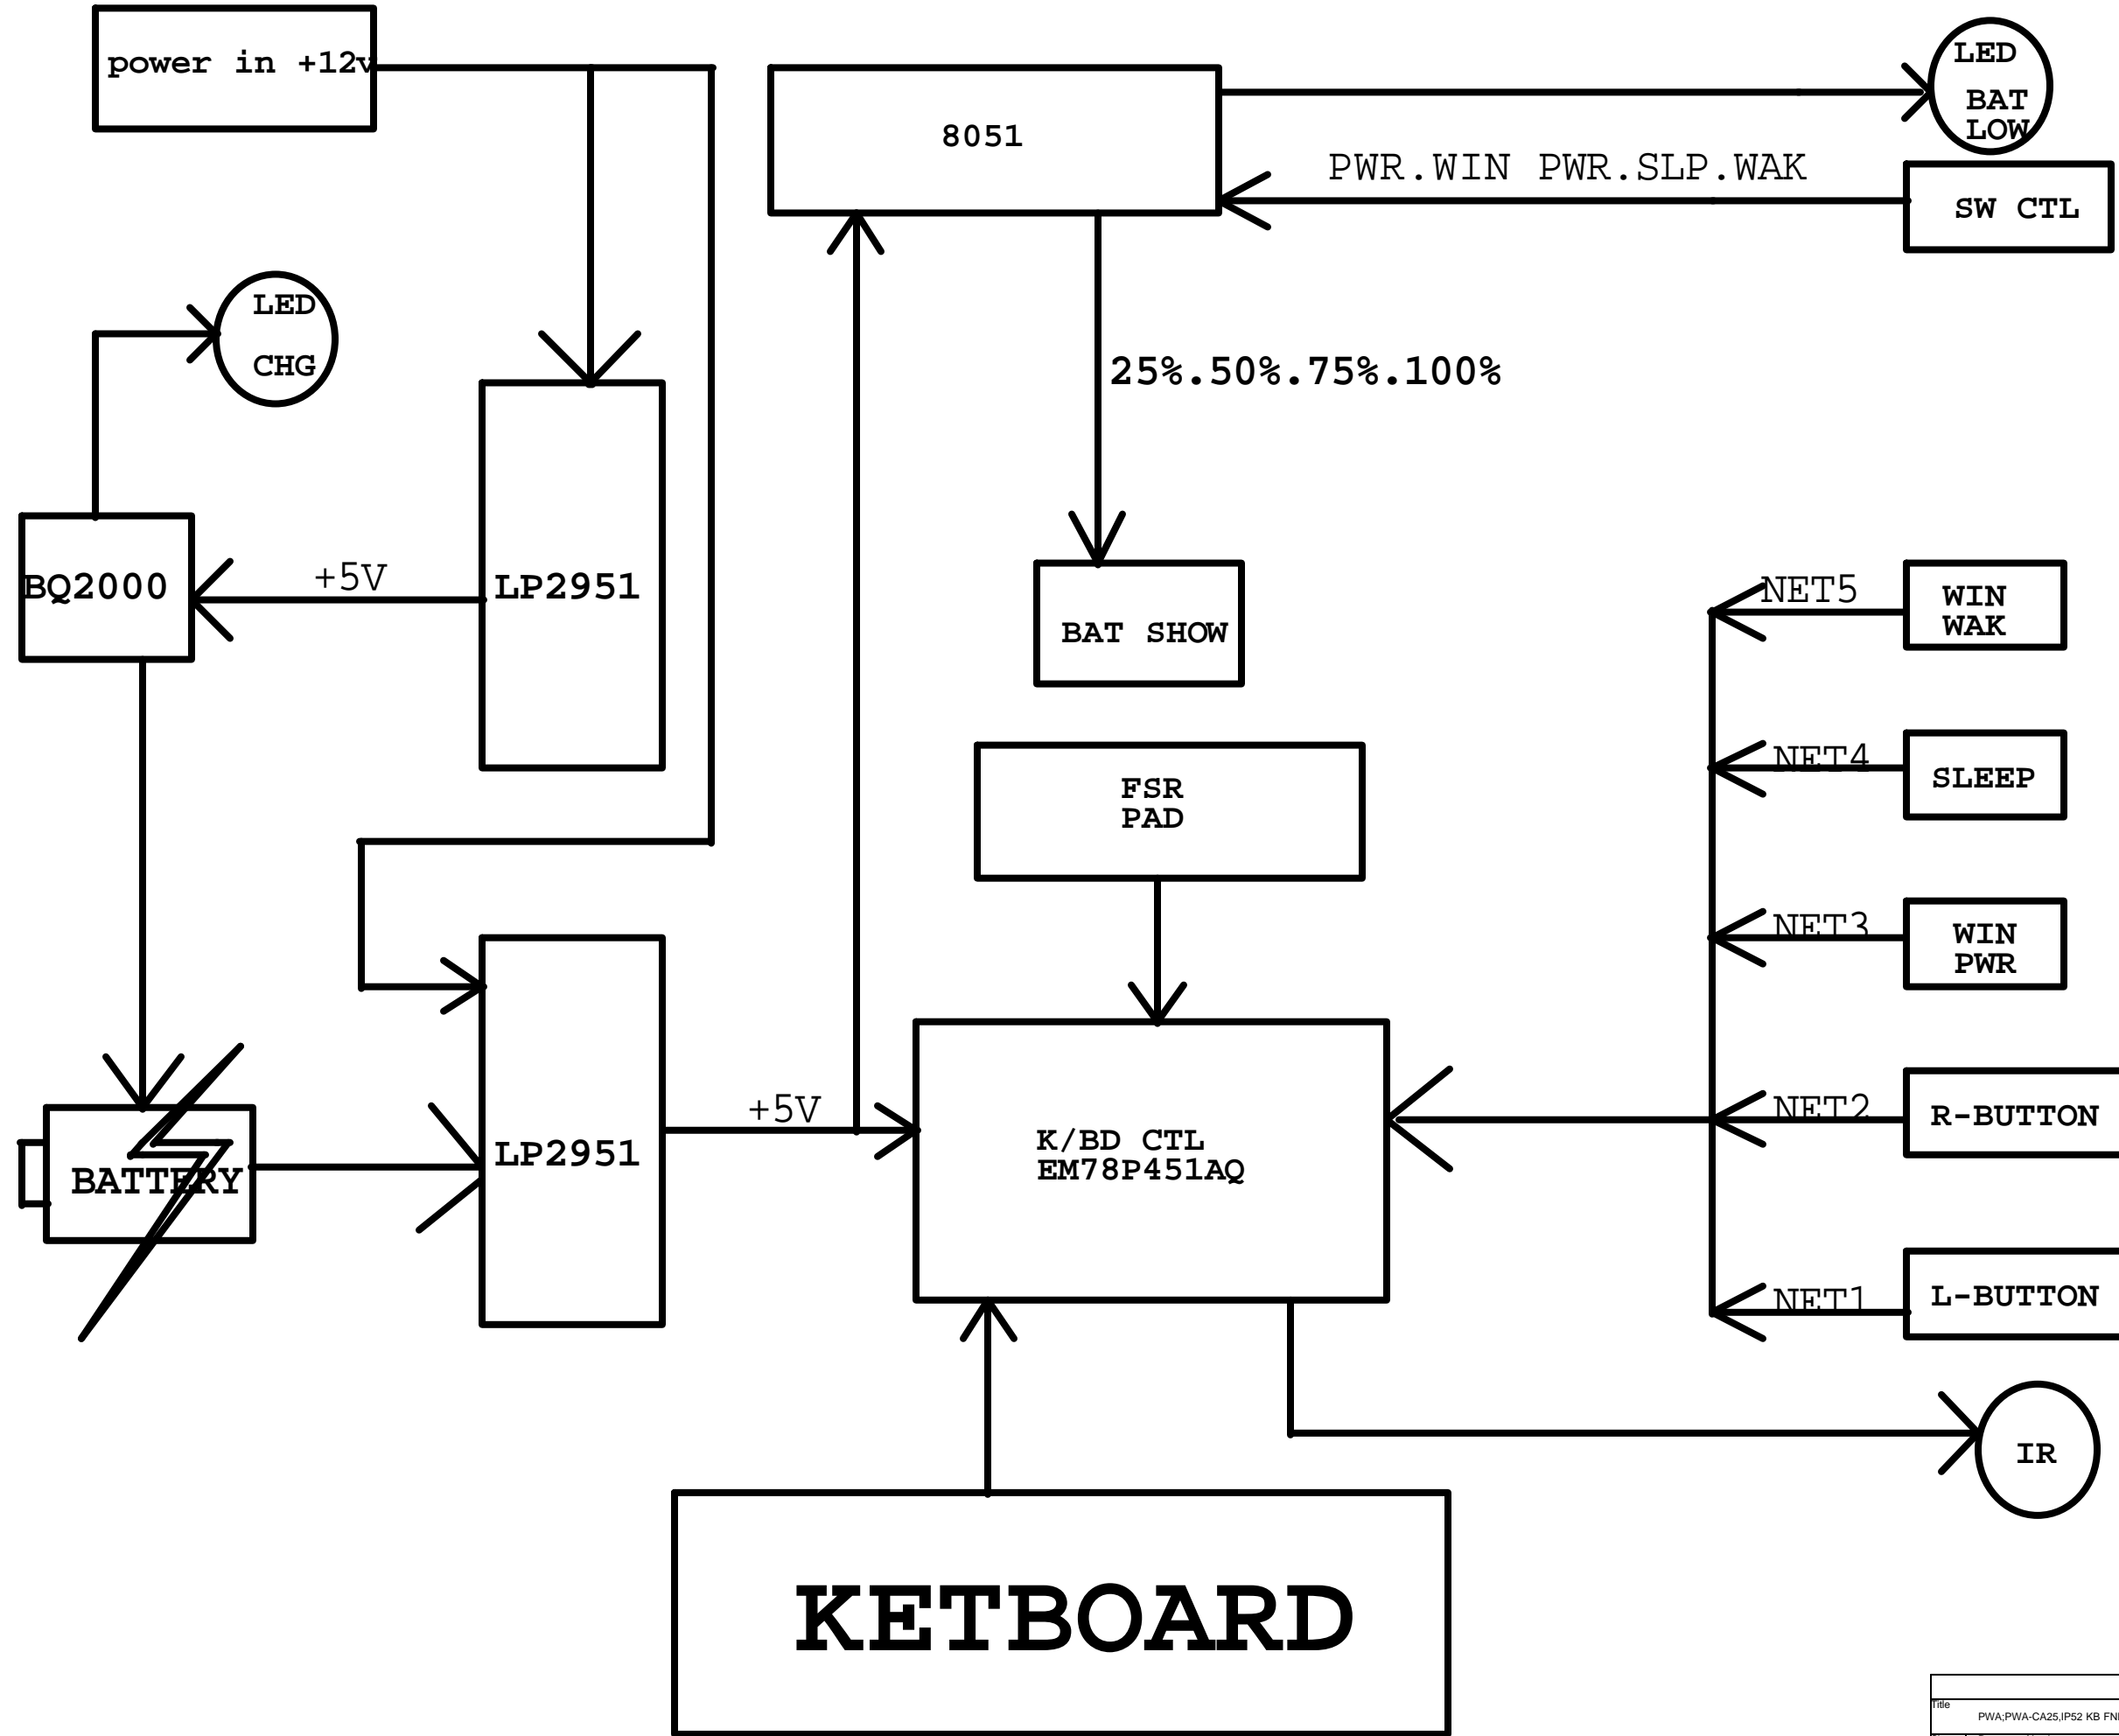 power in +12v
8051
LED
BAT
LOW
PWR.WIN PWR.SLP.WAK
SW CTL
LED
CHG
25%.50%.75%.100%
BQ2000
+5V
LP2951
BAT SHOW
NET5
WIN
WAK
NET4
SLEEP
FSR
PAD
NET3
WIN
PWR
BATTERY
LP2951
+5V
K/BD CTL
EM78P451AQ
NET2
R-BUTTON
NET1
L-BUTTON
IR
KETBOARD
Title
PWA;PWA-CA25,IP52 KB